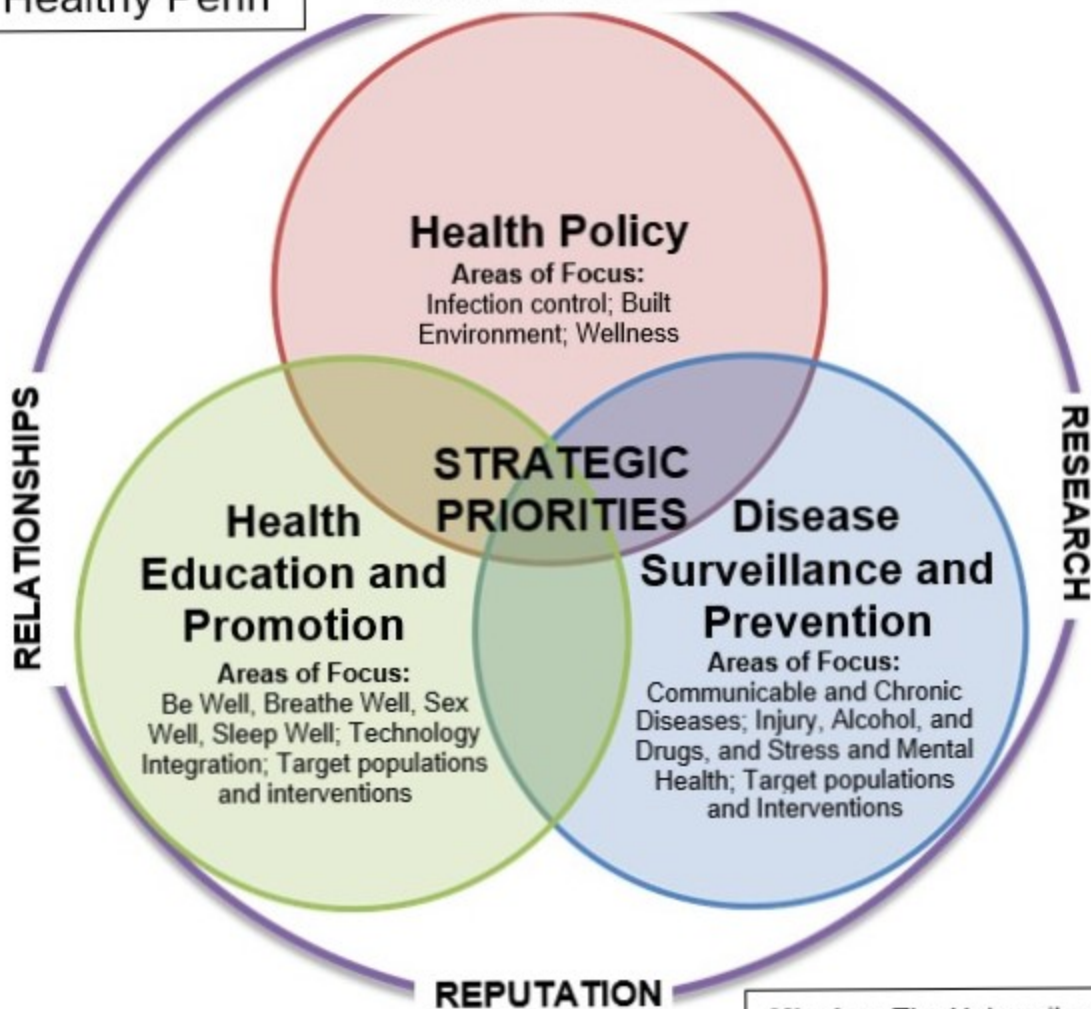 Healthy Penn
Health Policy
Areas of Focus:
Infection control; Built
Environment; Wellness
RELATIONSHIPS
RESEARCH
STRATEGIC
PRIORITIES
Health
Education and
Promotion
Areas of Focus:
Be Well, Breathe Well, Sex
Well, Sleep Well; Technology
Integration; Target populations
and interventions
Disease
Surveillance and
Prevention
Areas of Focus:
Communicable and Chronic
Diseases; Injury, Alcohol, and
Drugs, and Stress and Mental
Health; Target populations
and Interventions
REPUTATION